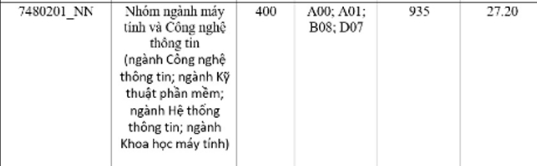 7480201_NN
Nhóm ngành máy
tính và Công nghệ
thông tin
(ngành Công nghệ
thông tin; ngành Kỹ
thuật phần mềm;
ngành Hệ thống
thông tin; ngành
Khoa học máy tính)
400
A00; A01;
B08; D07
935
27.20